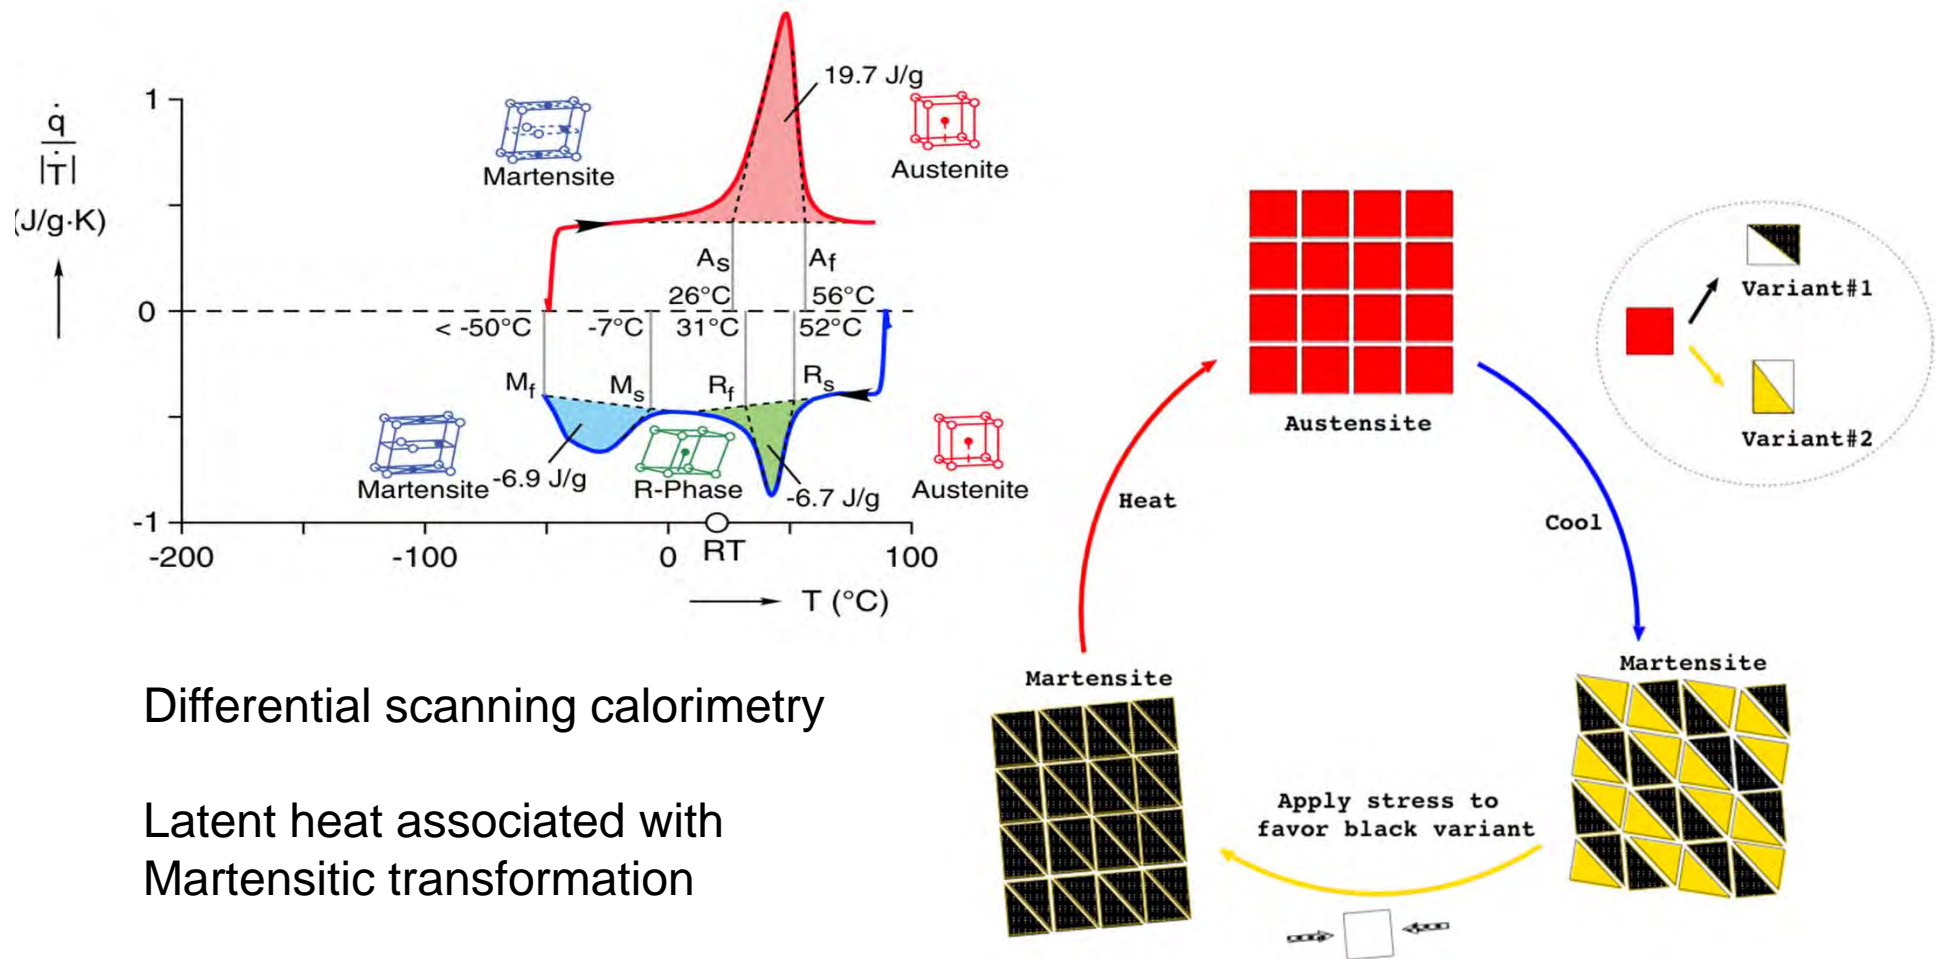 1
q̇
|Ṫ|
(J/g·K)
0
-1
19.7 J/g
Martensite
Austenite
As
Af
26°C
56°C
< -50°C
-7°C
31°C
52°C
Mf
Ms
Rf
Rs
Martensite
-6.9 J/g
R-Phase
-6.7 J/g
Austenite
-200
-100
0
RT
100
T (°C)
Differential scanning calorimetry
Latent heat associated with
Martensitic transformation
Austensite
Variant#1
Variant#2
Heat
Cool
Martensite
Martensite
Apply stress to
favor black variant